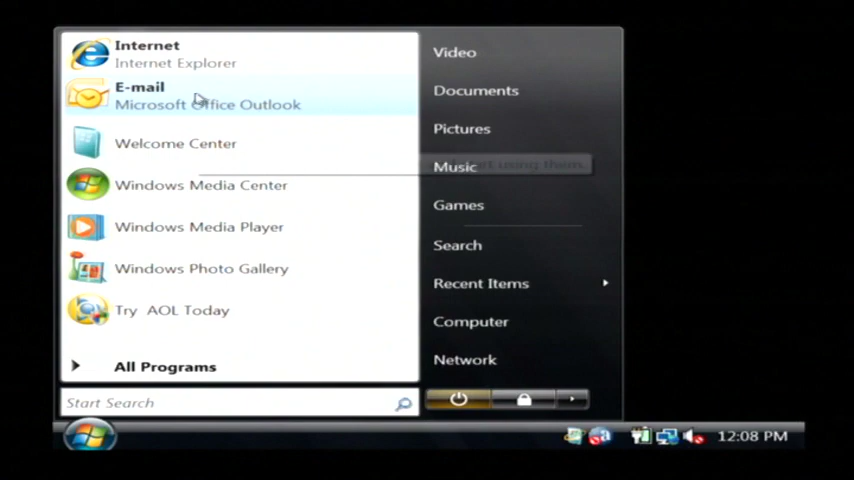 Internet
Internet Explorer
E-mail
Microsoft Office Outlook
Welcome Center
Windows Media Center
Windows Media Player
Windows Photo Gallery
Try AOL Today
All Programs
Start Search
Video
Documents
Pictures
Music
using them.
Games
Search
Recent Items
Computer
Network
12:08 PM